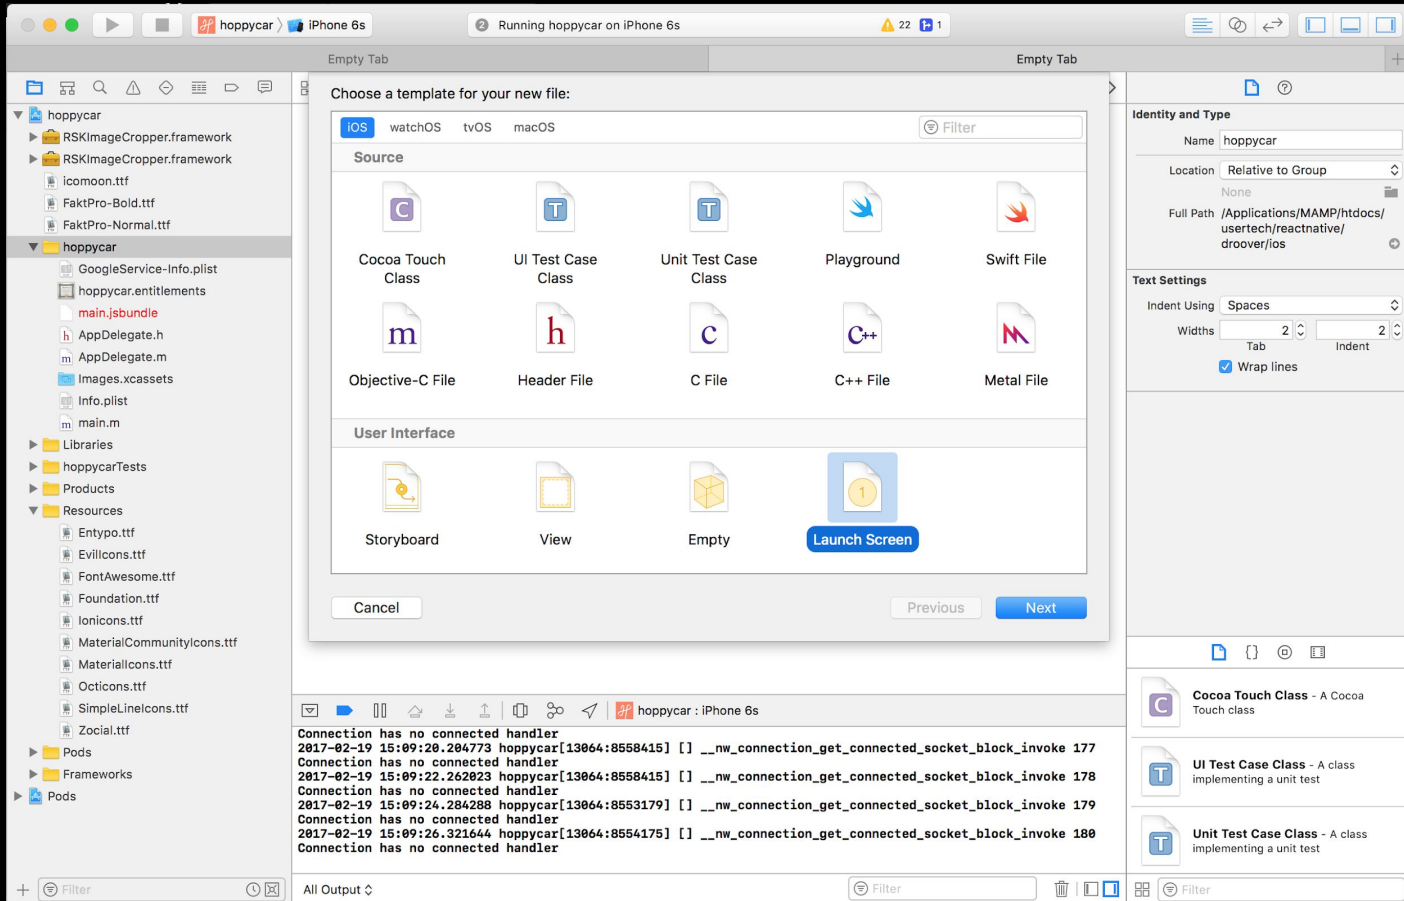 hoppycar
iPhone 6s
2
Running hoppycar on iPhone 6s
22
1
Empty Tab
Empty Tab
hoppycar
RSKImageCropper.framework
RSKImageCropper.framework
icomoon.ttf
FaktPro-Bold.ttf
FaktPro-Normal.ttf
hoppycar
GoogleService-Info.plist
hoppycar.entitlements
main.jsbundle
AppDelegate.h
AppDelegate.m
Images.xcassets
Info.plist
main.m
Libraries
hoppycarTests
Products
Resources
Entypo.ttf
EvilIcons.ttf
FontAwesome.ttf
Foundation.ttf
Ionicons.ttf
MaterialCommunityIcons.ttf
MaterialIcons.ttf
Octicons.ttf
SimpleLineIcons.ttf
Zocial.ttf
Pods
Frameworks
Pods
Filter
Choose a template for your new file:
iOS watchOS tvOS macOS
Filter
Source
C T T
Cocoa Touch
Class
UI Test Case
Class
Unit Test Case
Class
Playground
Swift File
m h c C++
Objective-C File
Header File
C File
C++ File
Metal File
User Interface
1
Storyboard
View
Empty
Launch Screen
Cancel
Previous
Next
hoppycar : iPhone 6s
Connection has no connected handler
2017-02-19 15:09:20.204773 hoppycar[13064:8558415] [] __nw_connection_get_connected_socket_block_invoke 177
Connection has no connected handler
2017-02-19 15:09:22.262023 hoppycar[13064:8558415] [] __nw_connection_get_connected_socket_block_invoke 178
Connection has no connected handler
2017-02-19 15:09:24.284288 hoppycar[13064:8553179] [] __nw_connection_get_connected_socket_block_invoke 179
Connection has no connected handler
2017-02-19 15:09:26.321644 hoppycar[13064:8554175] [] __nw_connection_get_connected_socket_block_invoke 180
Connection has no connected handler
All Output
Filter
Identity and Type
Name hoppycar
Location Relative to Group
None
Full Path /Applications/MAMP/htdocs/
usertech/reactnative/
droover/ios
Text Settings
Indent Using Spaces
Widths 2 2
Tab Indent
Wrap lines
{}
C
Cocoa Touch Class - A Cocoa
Touch class
T
UI Test Case Class - A class
implementing a unit test
T
Unit Test Case Class - A class
implementing a unit test
Filter